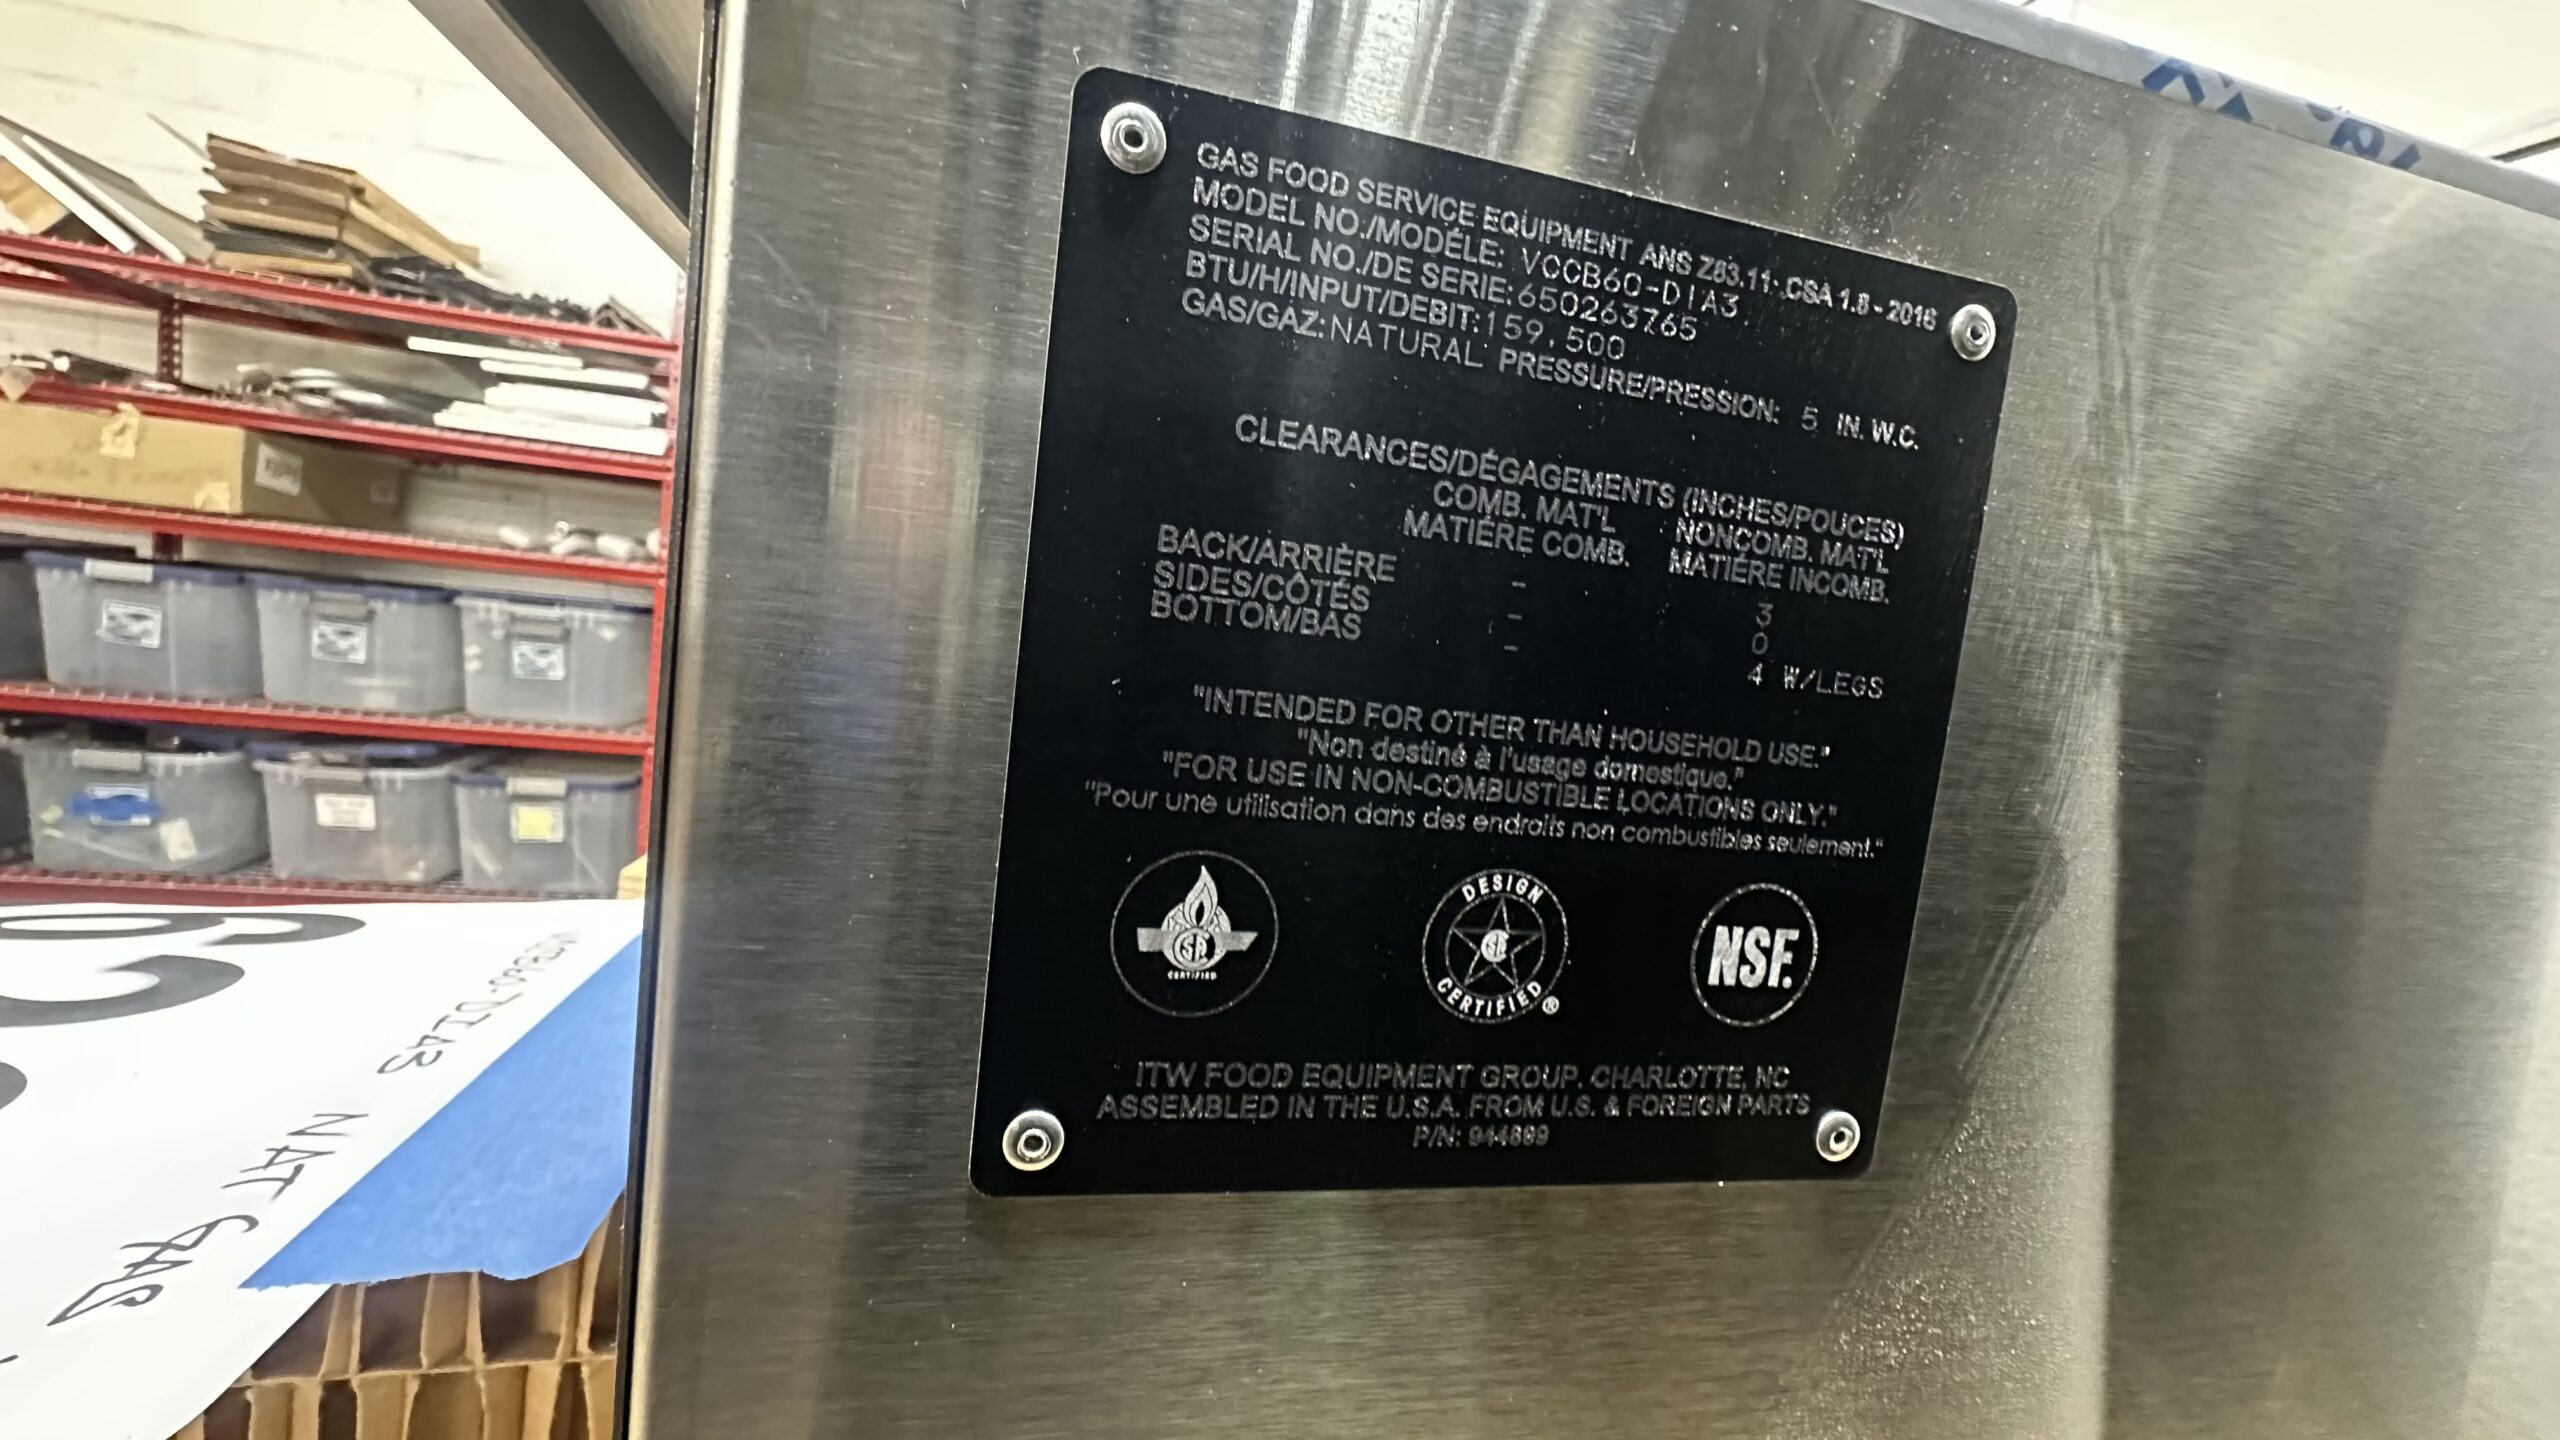 GAS FOOD SERVICE EQUIPMENT ANS Z83.11 · CSA 1.8 - 2016
MODEL NO./MODÉLE: VCCB60-D1A3
SERIAL NO./DE SERIE: 650263765
BTU/H/INPUT/DEBIT: 159,500
GAS/GAZ: NATURAL PRESSURE/PRESSION: 5 IN. W.C.
CLEARANCES/DÉGAGEMENTS (INCHES/POUCES)
COMB. MAT'L NONCOMB. MAT'L
MATIÉRE COMB. MATIÉRE INCOMB.
BACK/ARRIÈRE - 3
SIDES/CÔTÉS - 0
BOTTOM/BAS - 4 W/LEGS
"INTENDED FOR OTHER THAN HOUSEHOLD USE."
"Non destiné à l'usage domestique."
"FOR USE IN NON-COMBUSTIBLE LOCATIONS ONLY."
"Pour une utilisation dans des endroits non combustibles seulement."
CERTIFIED
DESIGN
CERTIFIED®
NSF.
ITW FOOD EQUIPMENT GROUP. CHARLOTTE, NC
ASSEMBLED IN THE U.S.A. FROM U.S. & FOREIGN PARTS
P/N: 944889
NAT GAS